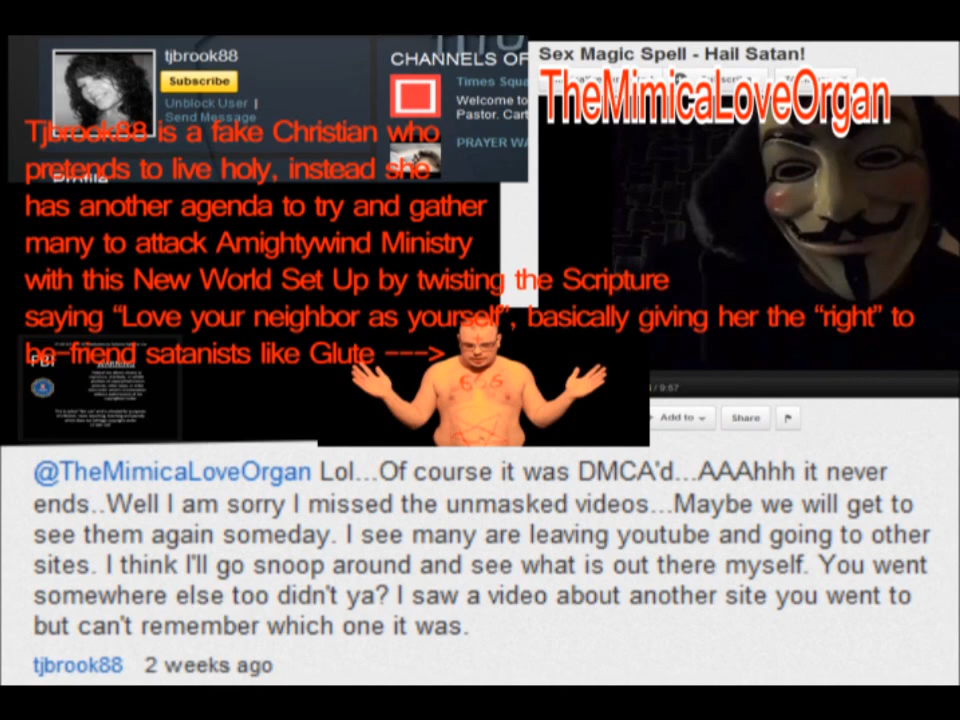 tjbrook88
Subscribe
Unblock User |
Send Message
Profile
CHANNELS OF
Times Squa
Welcome to
Pastor. Cart
PRAYER WA
Sex Magic Spell - Hail Satan!
TheMimicaLoveOrgan
Tjbrook88 is a fake Christian who
pretends to live holy, instead she
has another agenda to try and gather
many to attack Amightywind Ministry
with this New World Set Up by twisting the Scripture
saying “Love your neighbor as yourself”, basically giving her the “right” to
be-friend satanists like Glute --->
FBI
WARNING
666
/ 9:57
Add to
Share
@TheMimicaLoveOrgan Lol...Of course it was DMCA'd...AAAhhh it never
ends..Well I am sorry I missed the unmasked videos...Maybe we will get to
see them again someday. I see many are leaving youtube and going to other
sites. I think I'll go snoop around and see what is out there myself. You went
somewhere else too didn't ya? I saw a video about another site you went to
but can't remember which one it was.
tjbrook88 2 weeks ago